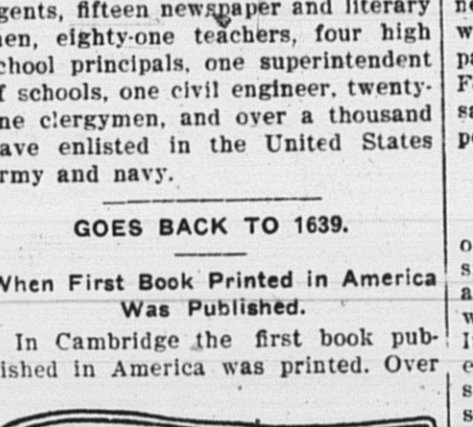 gents, fifteen newspaper and literary
en, eighty-one teachers, four high
chool principals, one superintendent
f schools, one civil engineer, twenty-
ne clergymen, and over a thousand
ave enlisted in the United States
rmy and navy.
GOES BACK TO 1639.
When First Book Printed in America
Was Published.
In Cambridge the first book pub-
ished in America was printed. Over